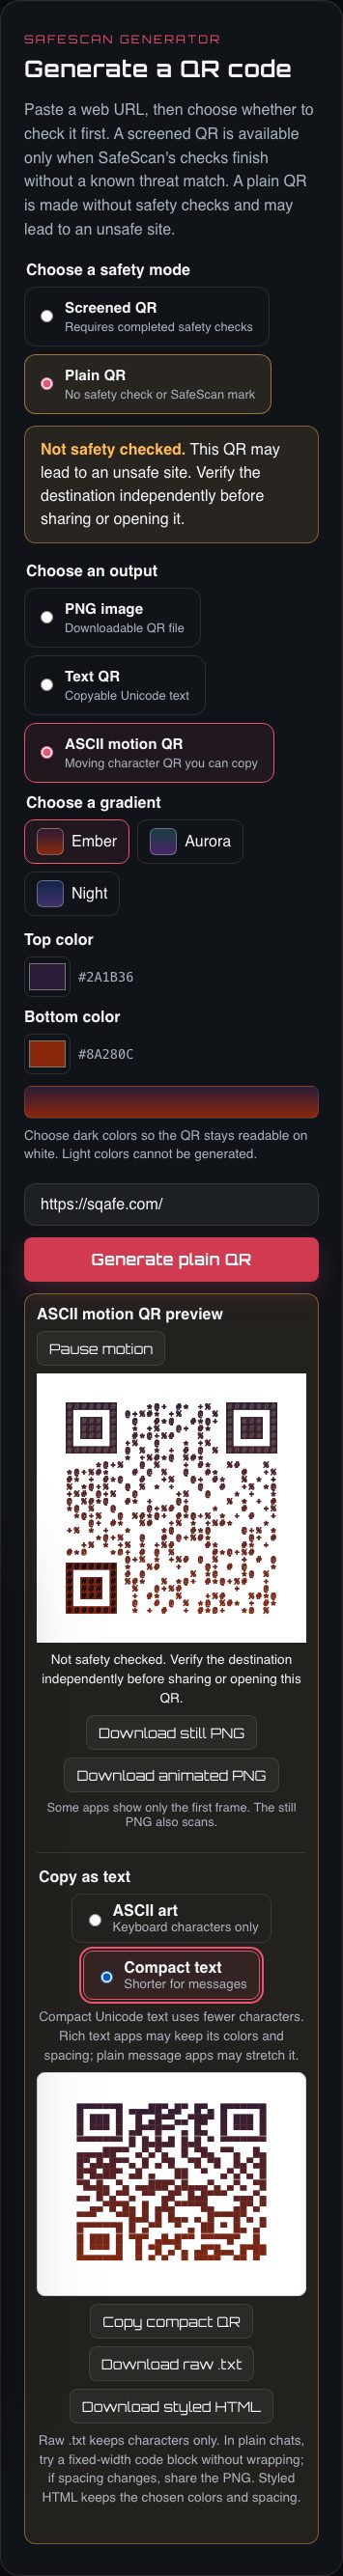 SAFESCAN GENERATOR
Generate a QR code
Paste a web URL, then choose whether to
check it first. A screened QR is available
only when SafeScan's checks finish
without a known threat match. A plain QR
is made without safety checks and may
lead to an unsafe site.
Choose a safety mode
Screened QR
Requires completed safety checks
Plain QR
No safety check or SafeScan mark
Not safety checked. This QR may
lead to an unsafe site. Verify the
destination independently before
sharing or opening it.
Choose an output
PNG image
Downloadable QR file
Text QR
Copyable Unicode text
ASCII motion QR
Moving character QR you can copy
Choose a gradient
Ember
Aurora
Night
Top color
#2A1B36
Bottom color
#8A280C
Choose dark colors so the QR stays readable on
white. Light colors cannot be generated.
https://sqafe.com/
Generate plain QR
ASCII motion QR preview
Pause motion
Not safety checked. Verify the destination
independently before sharing or opening this
QR.
Download still PNG
Download animated PNG
Some apps show only the first frame. The still
PNG also scans.
Copy as text
ASCII art
Keyboard characters only
Compact text
Shorter for messages
Compact Unicode text uses fewer characters.
Rich text apps may keep its colors and
spacing; plain message apps may stretch it.
Copy compact QR
Download raw .txt
Download styled HTML
Raw .txt keeps characters only. In plain chats,
try a fixed-width code block without wrapping;
if spacing changes, share the PNG. Styled
HTML keeps the chosen colors and spacing.